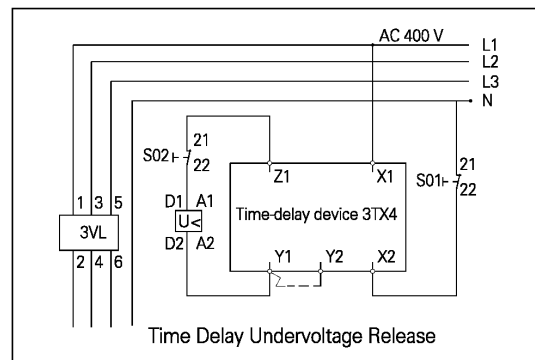 AC 400 V
L1
L2
L3
N
21
S02
22
Z1
X1
21
S01
22
1 3 5
D1 A1
U<
Time-delay device 3TX4
3VL
D2 A2
Y1 Y2 X2
2 4 6
Time Delay Undervoltage Release